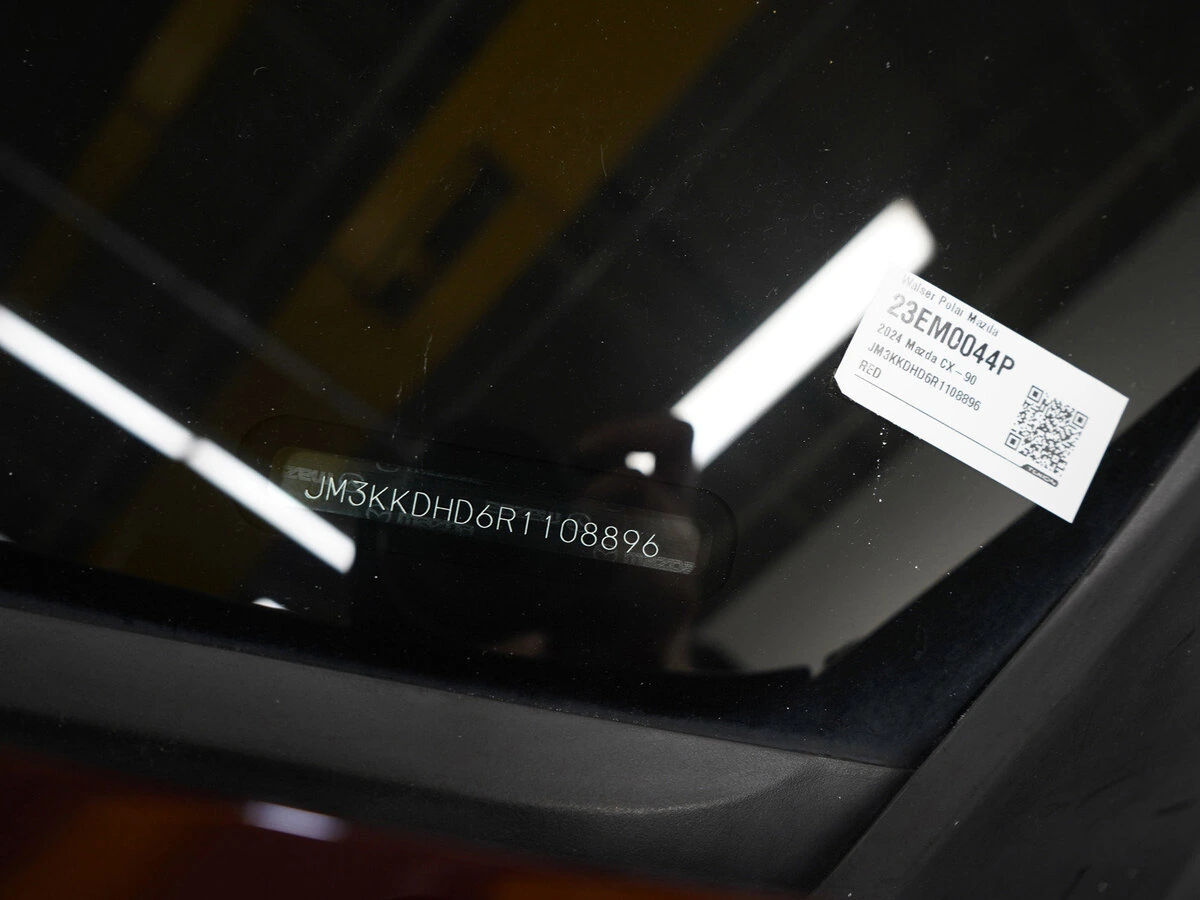 Walser Polar Mazda
23EM0044P
2024 Mazda CX-90
JM3KKDHD6R1108896
RED
JM3KKDHD6R1108896